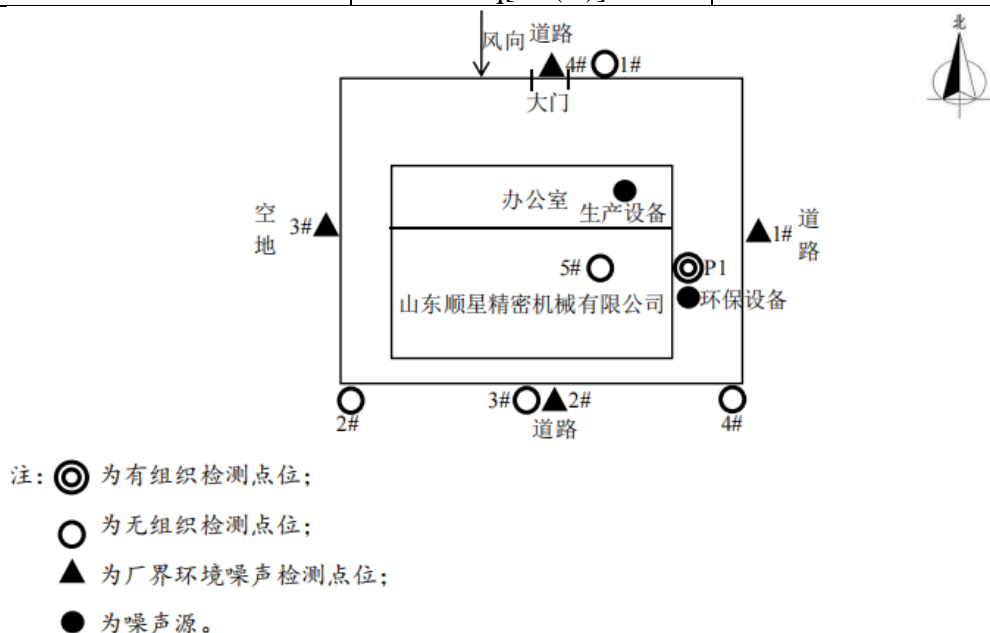 风向
道路
北
4#
1#
大门
办公室
生产设备
空地
3#
1#
道路
5#
P1
山东顺星精密机械有限公司
环保设备
2#
3#
2#
4#
道路
注: 为有组织检测点位;
为无组织检测点位;
为厂界环境噪声检测点位;
为噪声源。